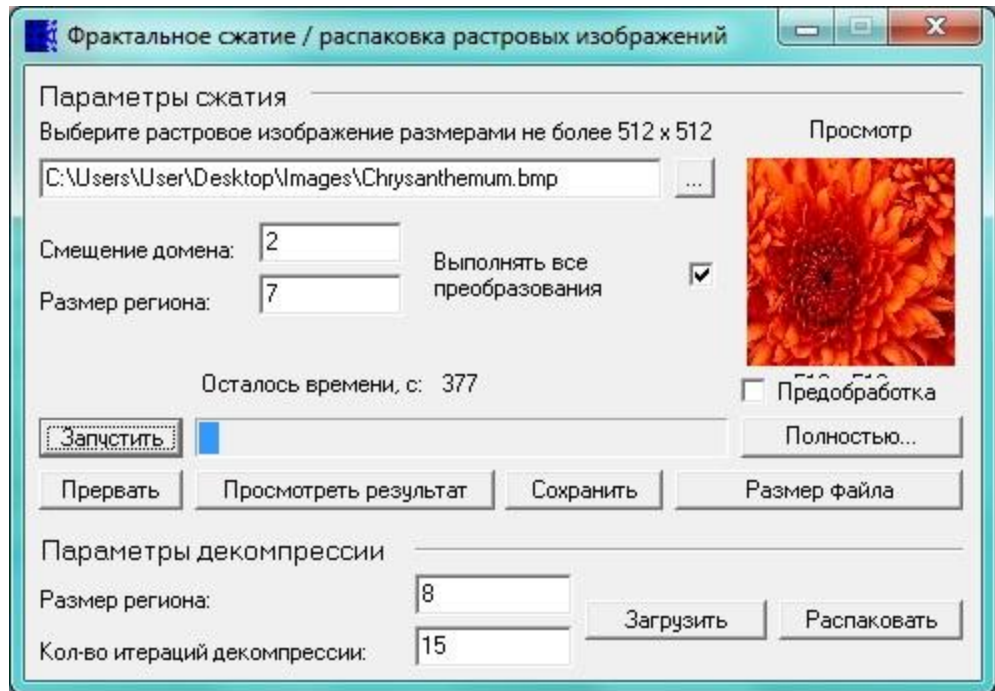 Фрактальное сжатие / распаковка растровых изображений
Параметры сжатия
Выберите растровое изображение размерами не более 512 x 512
Просмотр
C:\Users\User\Desktop\Images\Chrysanthemum.bmp
...
Смещение домена:
2
Выполнять все
преобразования
Размер региона:
7
Осталось времени, с: 377
Предобработка
Запустить
Полностью...
Прервать
Просмотреть результат
Сохранить
Размер файла
Параметры декомпрессии
Размер региона:
8
Загрузить
Распаковать
Кол-во итераций декомпрессии:
15